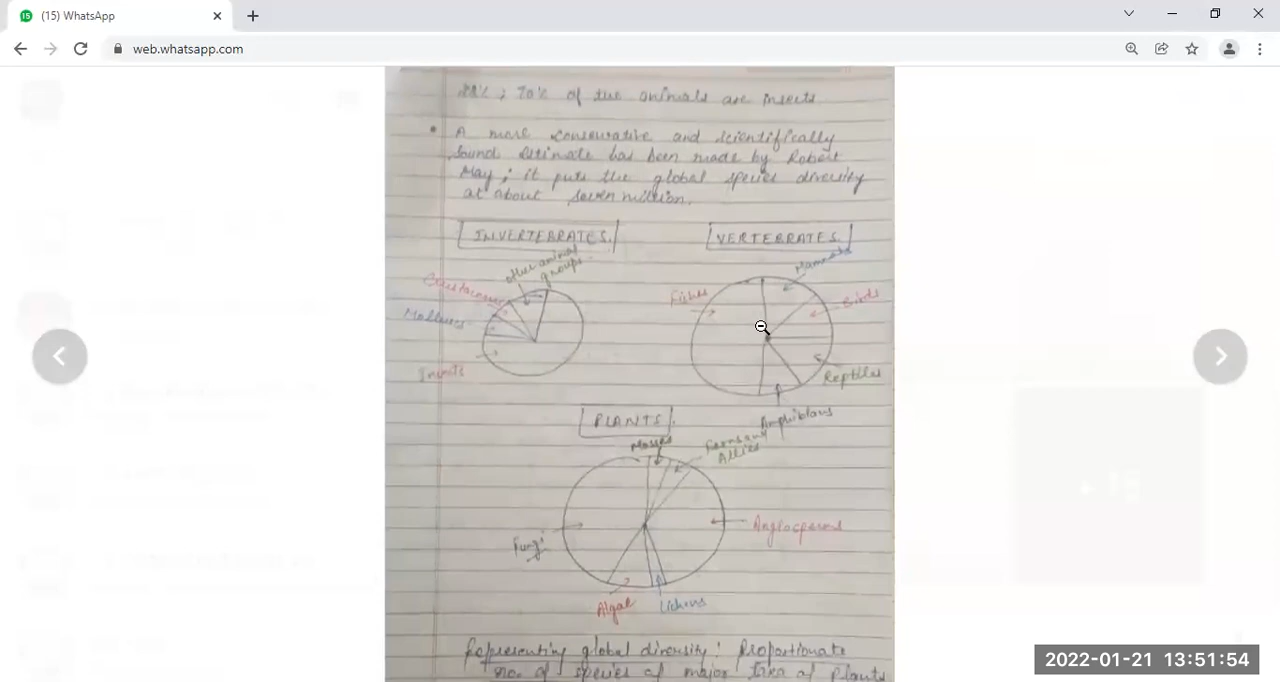 (15) WhatsApp
web.whatsapp.com
; 70% of the animals are insects
• A more conservative and scientifically
sound estimate has been made by Robert
May; it puts the global species diversity
at about seven million.
INVERTEBRATES.
VERTEBRATES.
other animal
groups.
Crustaceans
Molluscs
Insects
Mammals
Fishes
Birds
Reptiles
Amphibians
PLANTS
Mosses
Ferns and
Allies
Fungi
Angiosperms
Algae
Lichens
Representing global diversity: Proportionate
no. of species of major taxa of plants
2022-01-21 13:51:54